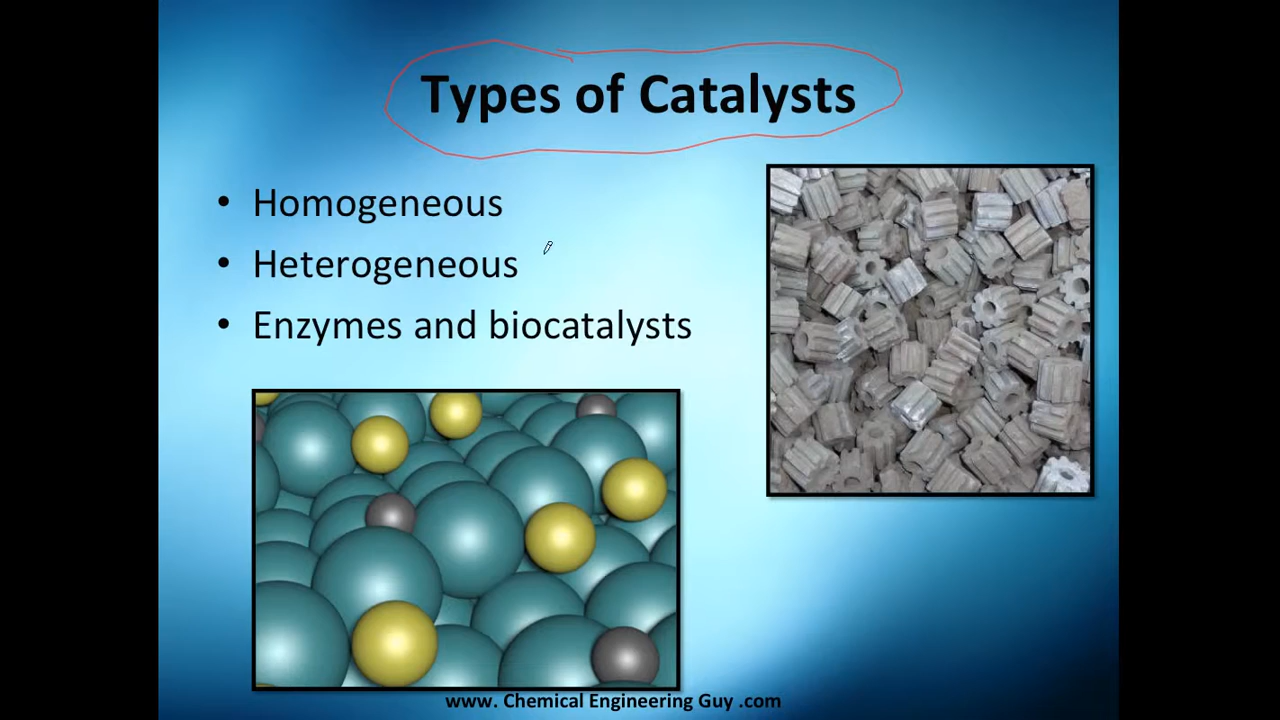 Types of Catalysts
• Homogeneous
• Heterogeneous
• Enzymes and biocatalysts
www. Chemical Engineering Guy .com